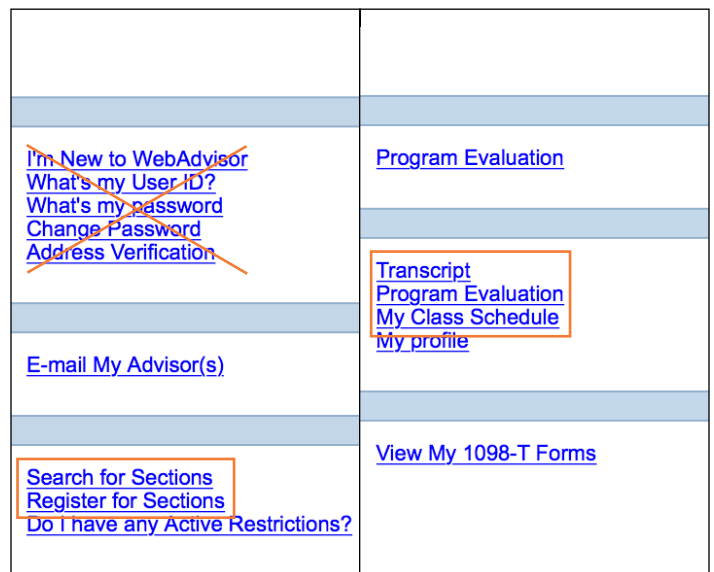 I'm New to WebAdvisor
What's my User ID?
What's my password
Change Password
Address Verification
E-mail My Advisor(s)
Search for Sections
Register for Sections
Do I have any Active Restrictions?
Program Evaluation
Transcript
Program Evaluation
My Class Schedule
My profile
View My 1098-T Forms